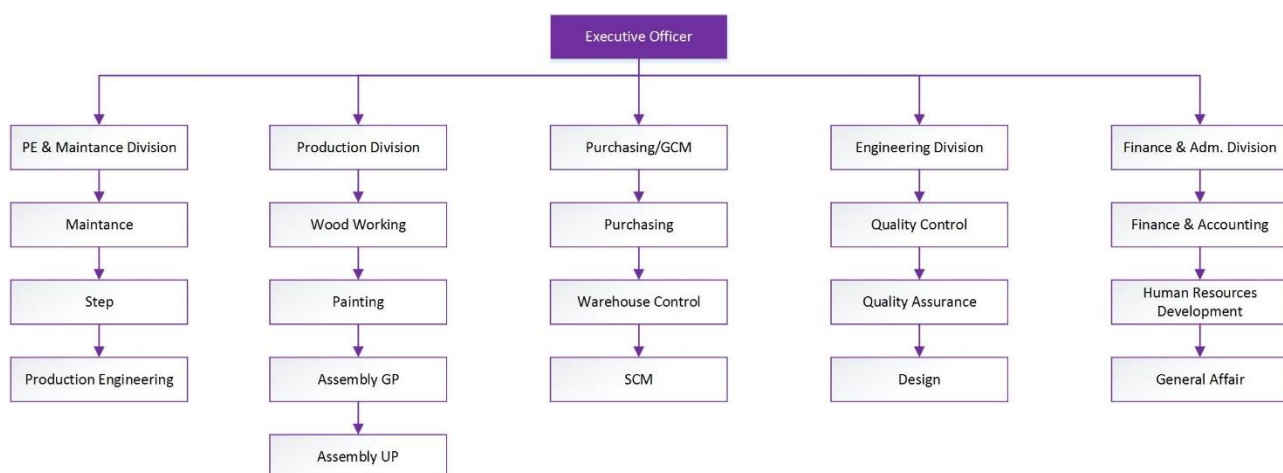 Executive Officer
PE & Maintance Division
Production Division
Purchasing/GCM
Engineering Division
Finance & Adm. Division
Maintance
Wood Working
Purchasing
Quality Control
Finance & Accounting
Step
Painting
Warehouse Control
Quality Assurance
Human Resources
Development
Production Engineering
Assembly GP
SCM
Design
General Affair
Assembly UP